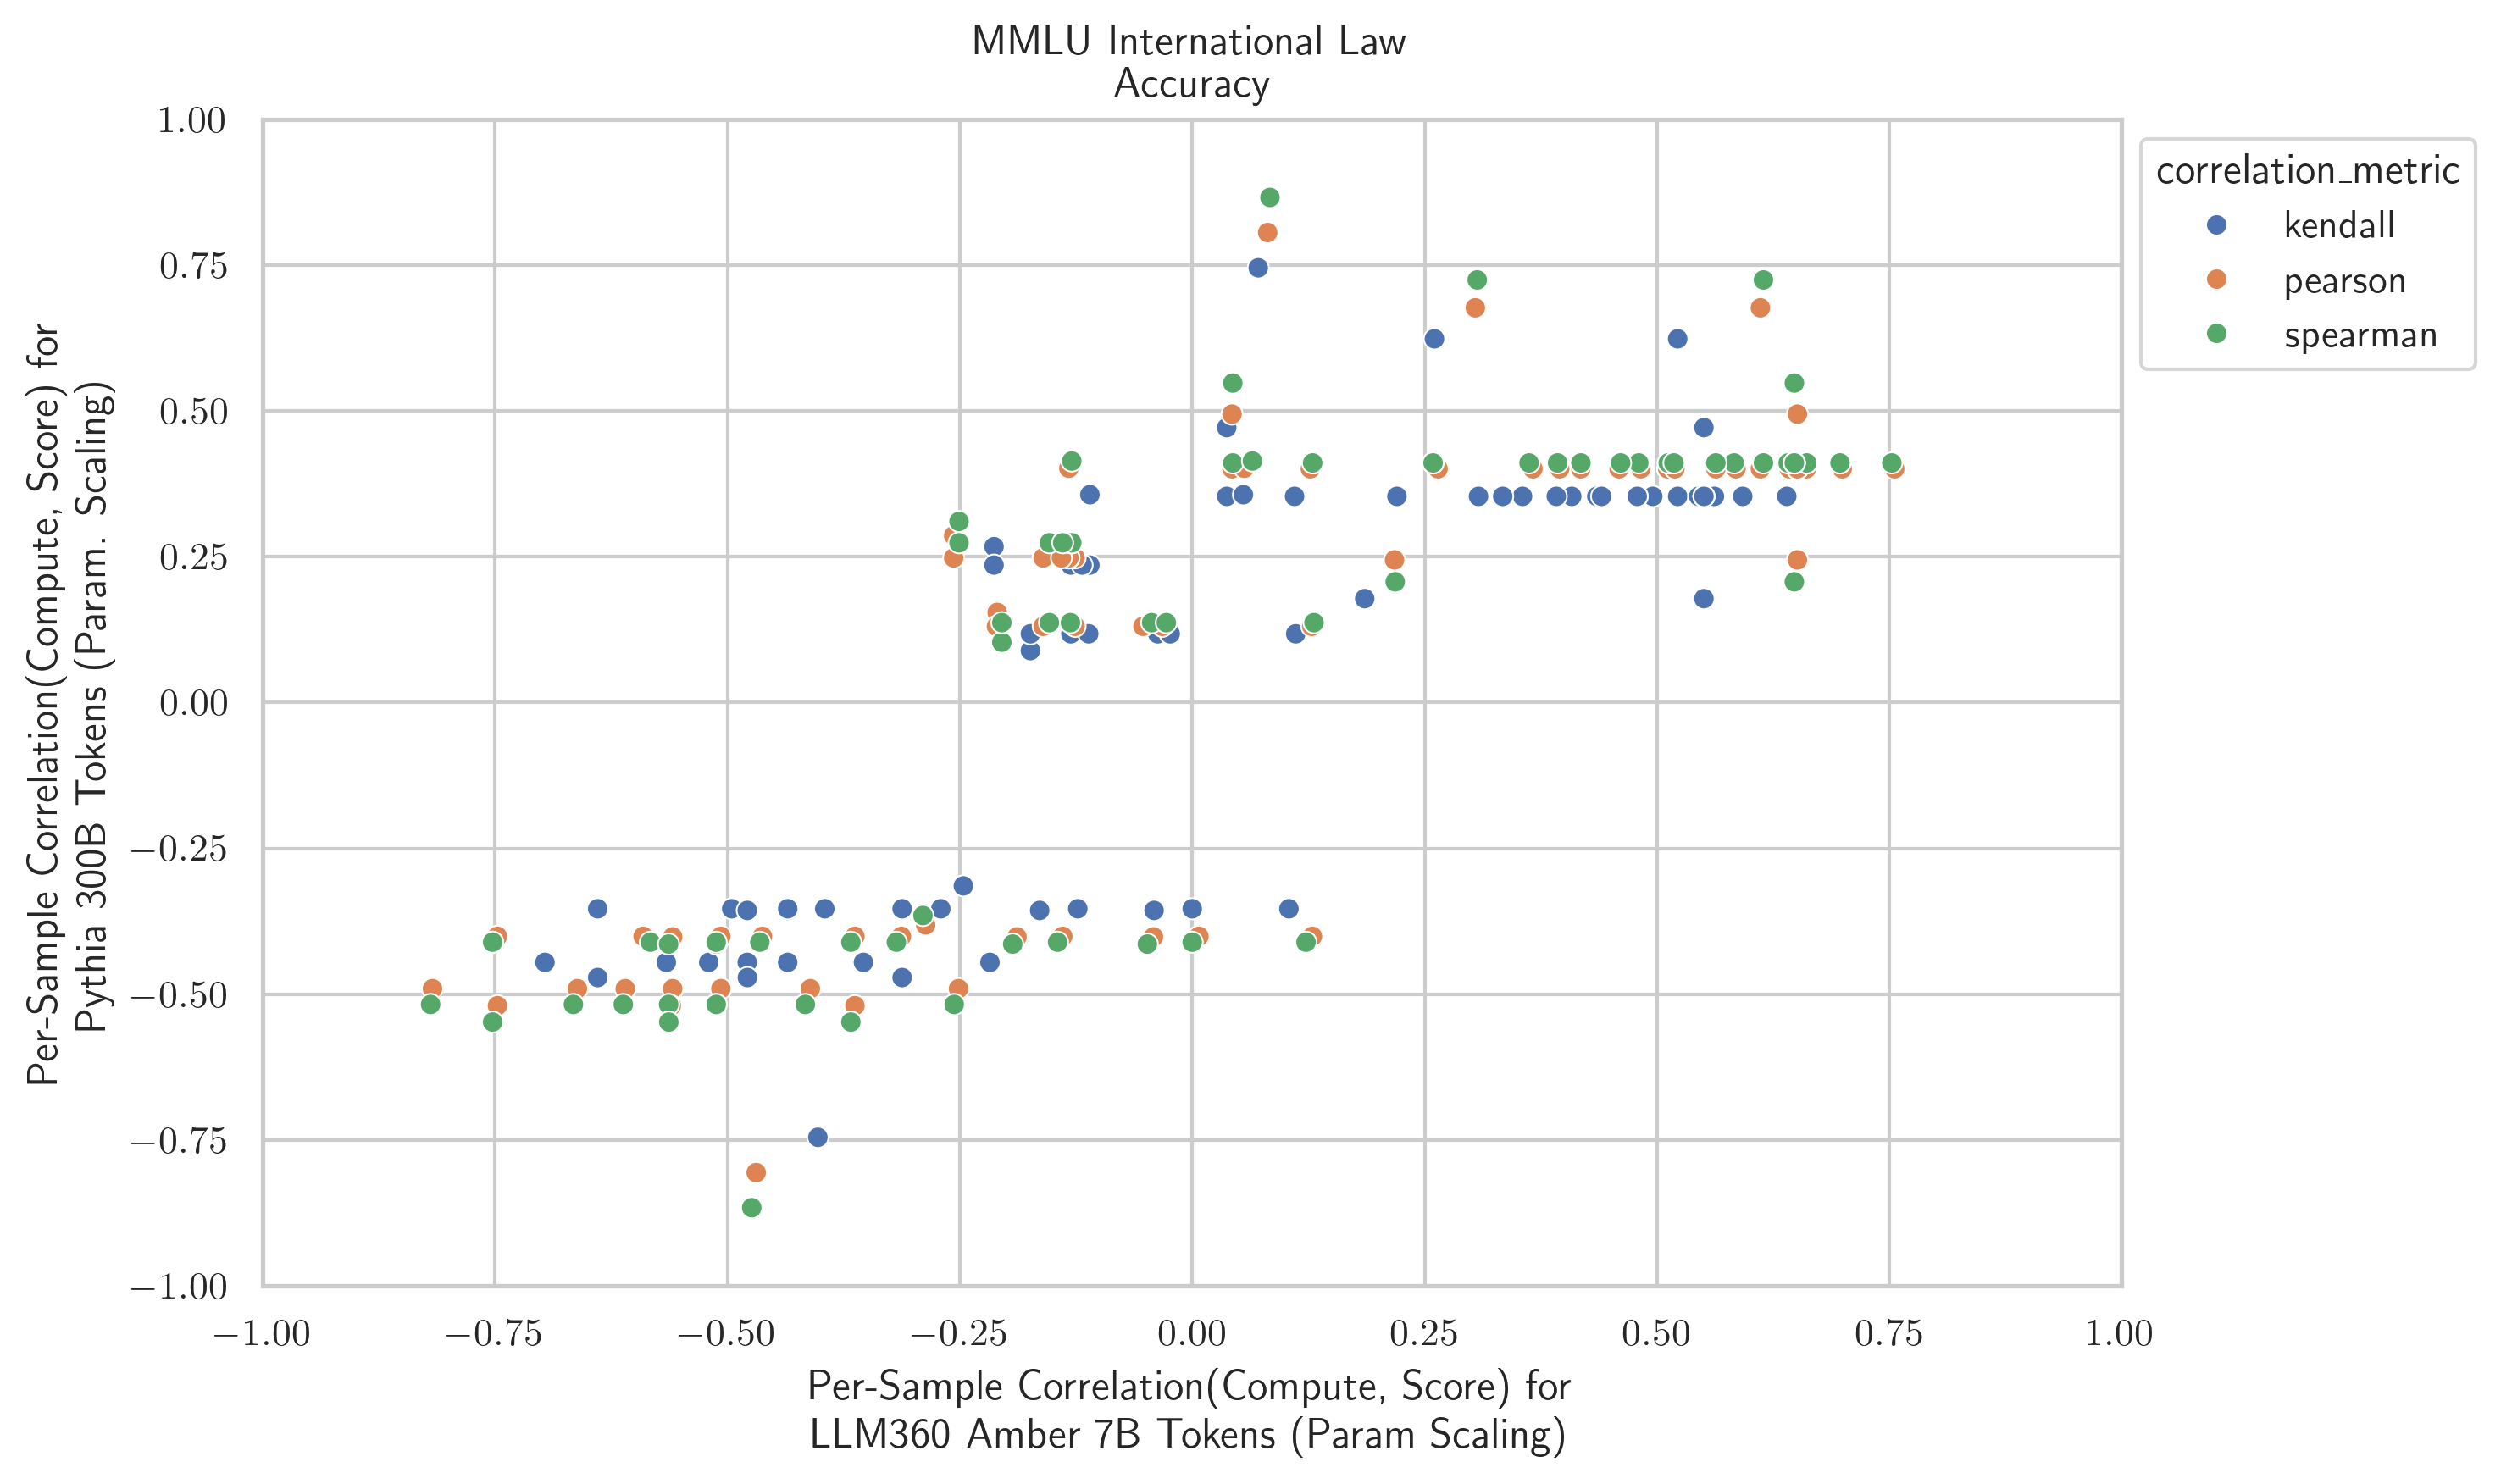 MMLU International Law
Accuracy
1.00
0.75
0.50
0.25
0.00
−0.25
−0.50
−0.75
−1.00
Per-Sample Correlation(Compute, Score) for
Pythia 300B Tokens (Param. Scaling)
−1.00 −0.75 −0.50 −0.25 0.00 0.25 0.50 0.75 1.00
Per-Sample Correlation(Compute, Score) for
LLM360 Amber 7B Tokens (Param Scaling)
correlation_metric
kendall
pearson
spearman